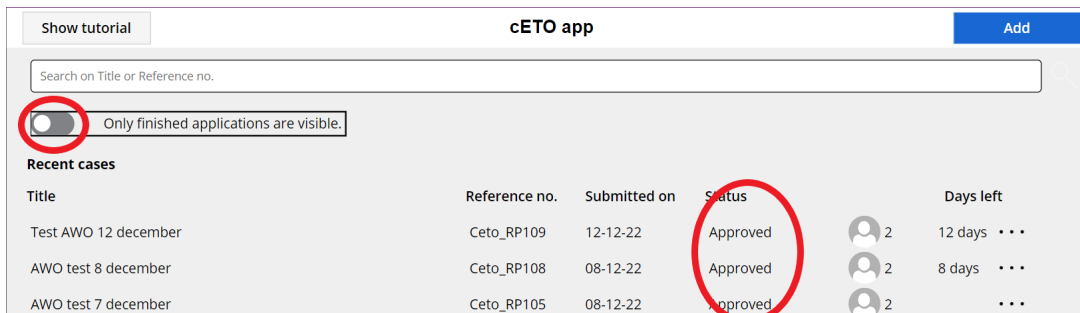 Show tutorial cETO app Add
Search on Title or Reference no.
Only finished applications are visible.
Recent cases
Title Reference no. Submitted on Status Days left
Test AWO 12 december Ceto_RP109 12-12-22 Approved 2 12 days
AWO test 8 december Ceto_RP108 08-12-22 Approved 2 8 days
AWO test 7 december Ceto_RP105 08-12-22 Approved 2